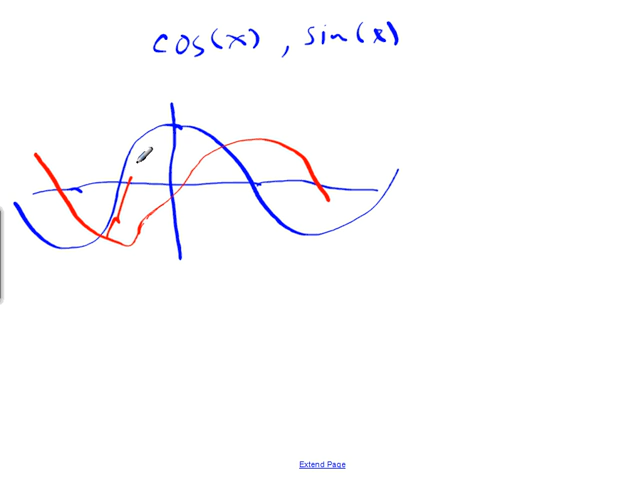 cos(x), sin(x)
Extend Page